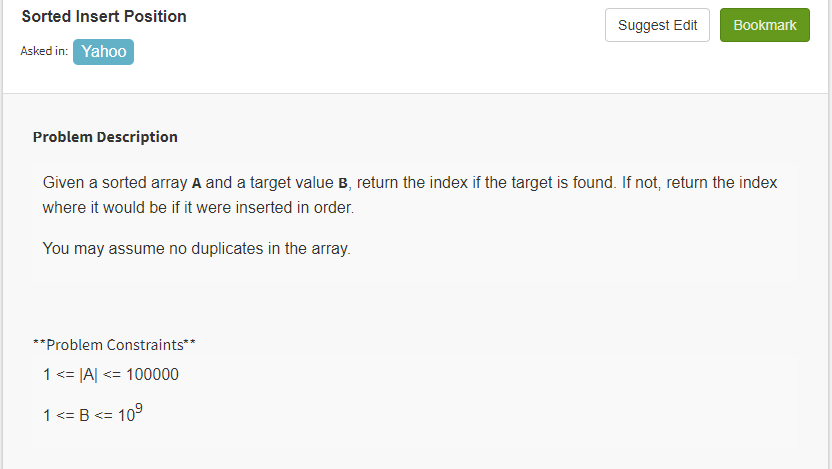 Sorted Insert Position
Suggest Edit
Bookmark
Asked in: Yahoo
Problem Description
Given a sorted array A and a target value B, return the index if the target is found. If not, return the index
where it would be if it were inserted in order.
You may assume no duplicates in the array.
**Problem Constraints**
1 <= |A| <= 100000
1 <= B <= 10⁹